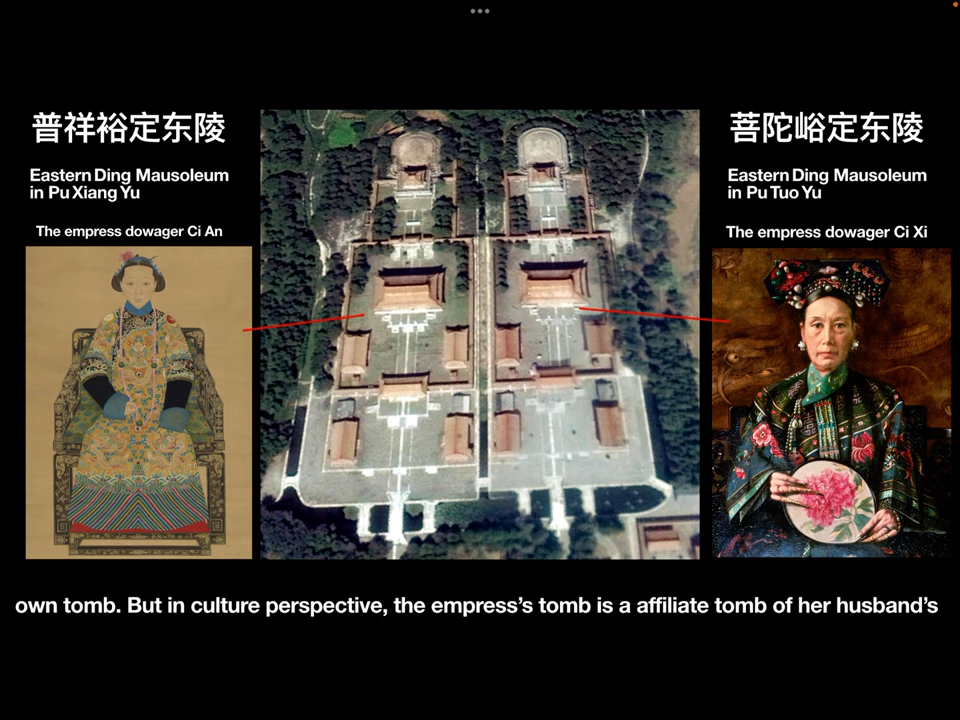 普祥裕定东陵
Eastern Ding Mausoleum
in Pu Xiang Yu
The empress dowager Ci An
菩陀峪定东陵
Eastern Ding Mausoleum
in Pu Tuo Yu
The empress dowager Ci Xi
own tomb. But in culture perspective, the empress's tomb is a affiliate tomb of her husband's